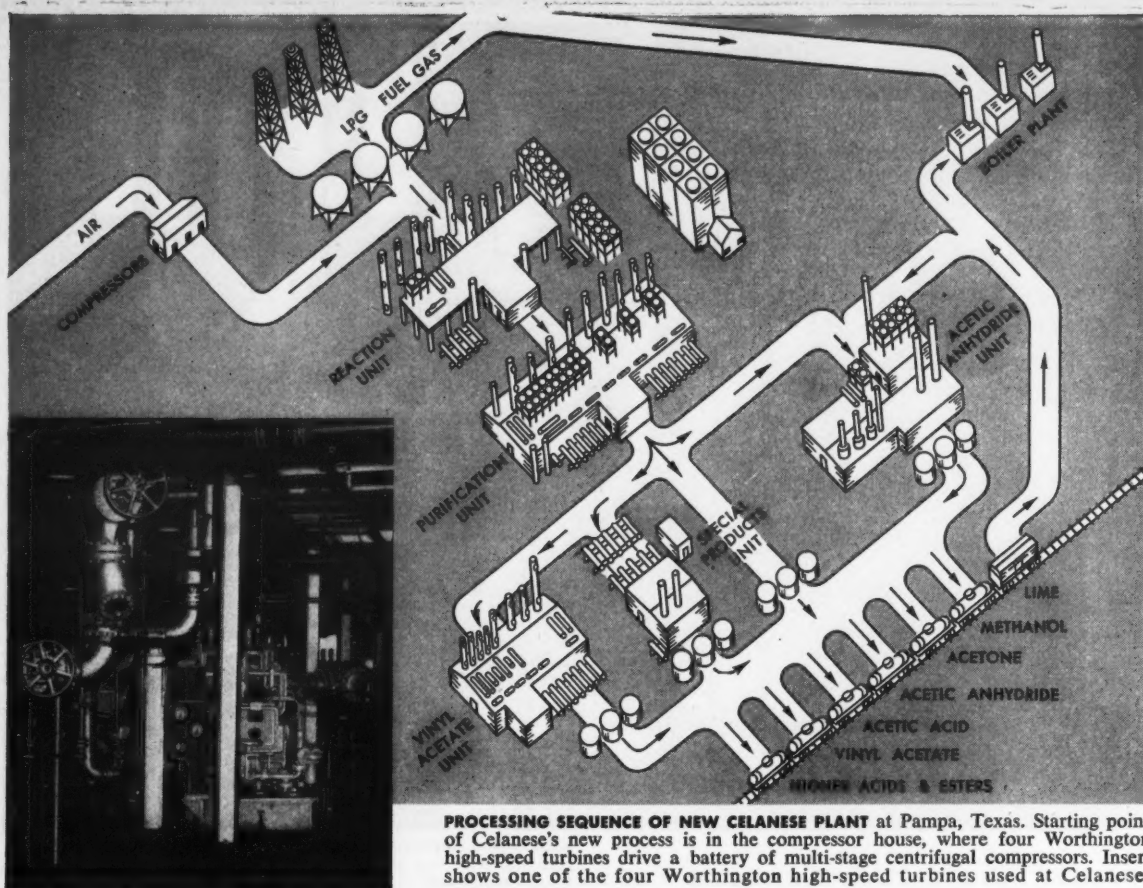 AIR
COMPRESSORS
LPG
FUEL GAS
BOILER PLANT
REACTION
UNIT
PURIFICATION
UNIT
ACETIC
ANHYDRIDE
UNIT
SPECIAL
PRODUCTS
UNIT
VINYL
ACETATE
UNIT
LIME
METHANOL
ACETONE
ACETIC ANHYDRIDE
ACETIC ACID
VINYL ACETATE
HIGHER ACIDS & ESTERS
PROCESSING SEQUENCE OF NEW CELANESE PLANT at Pampa, Texas. Starting poin
of Celanese's new process is in the compressor house, where four Worthington
high-speed turbines drive a battery of multi-stage centrifugal compressors. Inser
shows one of the four Worthington high-speed turbines used at Celanese